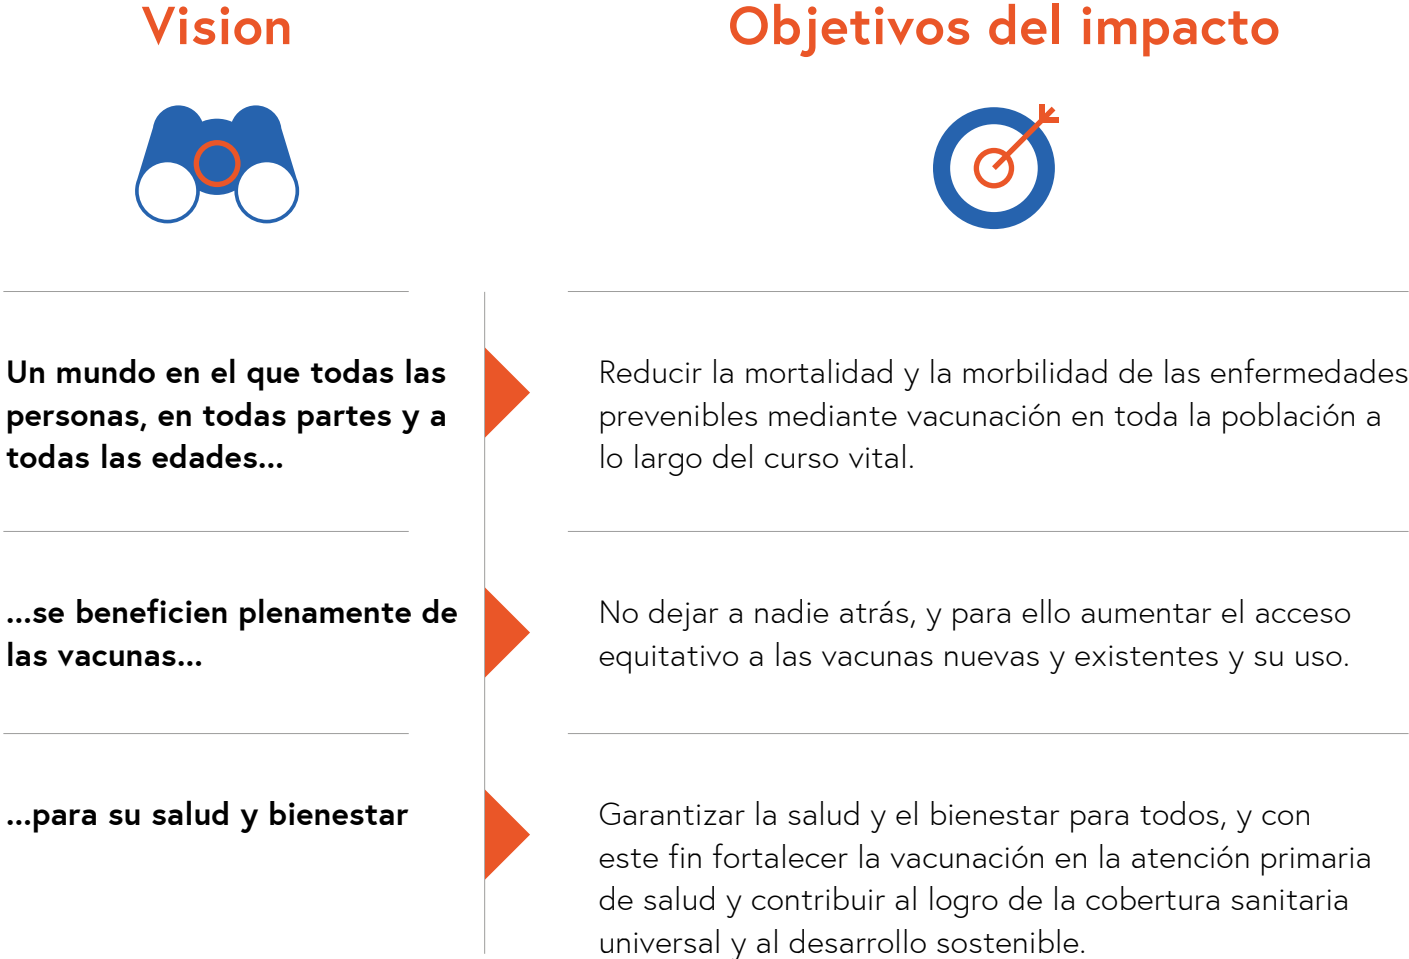 Vision
Objetivos del impacto
Un mundo en el que todas las
personas, en todas partes y a
todas las edades...
Reducir la mortalidad y la morbilidad de las enfermedades
prevenibles mediante vacunación en toda la población a
lo largo del curso vital.
...se beneficien plenamente de
las vacunas...
No dejar a nadie atrás, y para ello aumentar el acceso
equitativo a las vacunas nuevas y existentes y su uso.
...para su salud y bienestar
Garantizar la salud y el bienestar para todos, y con
este fin fortalecer la vacunación en la atención primaria
de salud y contribuir al logro de la cobertura sanitaria
universal y al desarrollo sostenible.